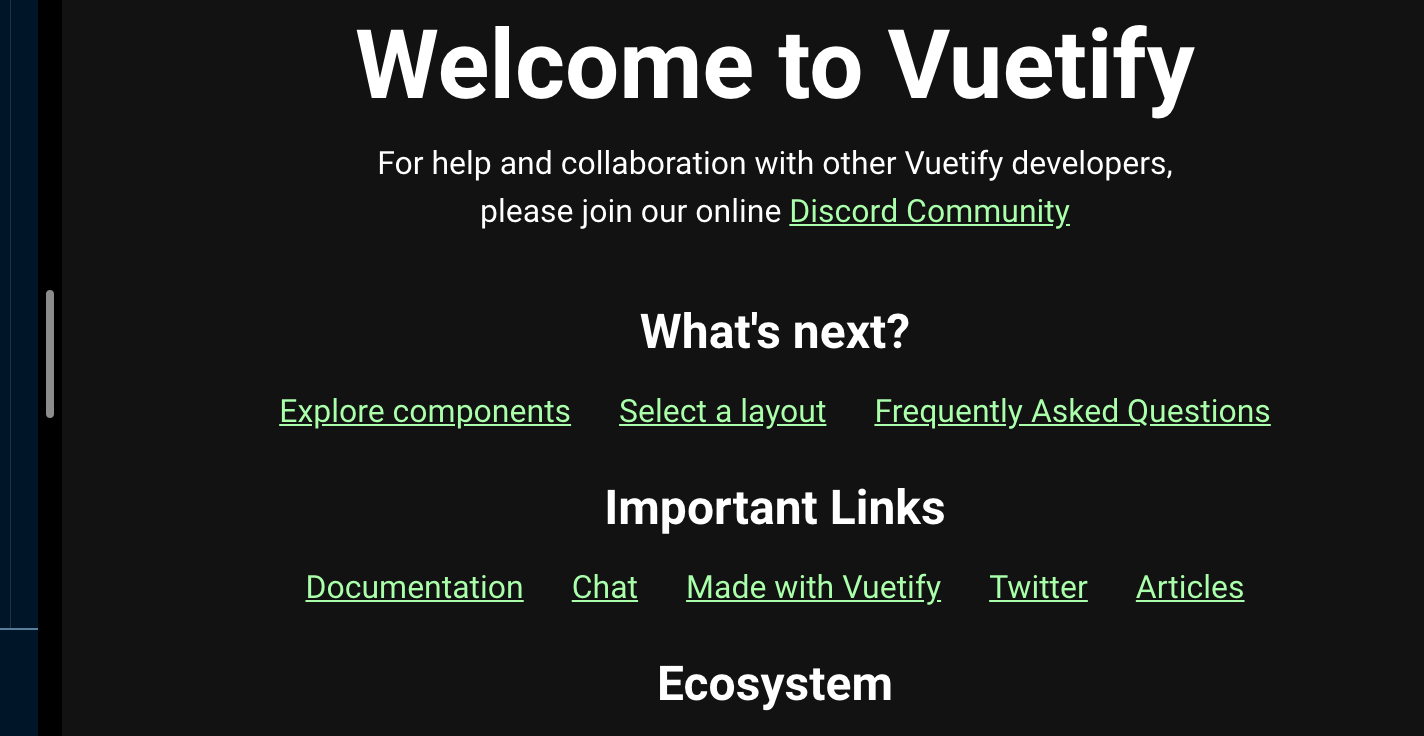 Welcome to Vuetify
For help and collaboration with other Vuetify developers,
please join our online Discord Community
What's next?
Explore components Select a layout Frequently Asked Questions
Important Links
Documentation Chat Made with Vuetify Twitter Articles
Ecosystem